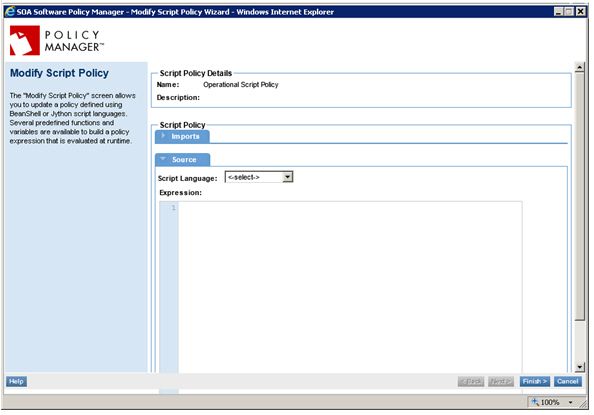 SOA Software Policy Manager - Modify Script Policy Wizard - Windows Internet Explorer
POLICY
MANAGER™
Modify Script Policy
The "Modify Script Policy" screen allows
you to update a policy defined using
BeanShell or Jython script languages.
Several predefined functions and
variables are available to build a policy
expression that is evaluated at runtime.
Script Policy Details
Name: Operational Script Policy
Description:
Script Policy
Imports
Source
Script Language: <-select->
Expression:
1
Help
< Back Next > Finish > Cancel
100%